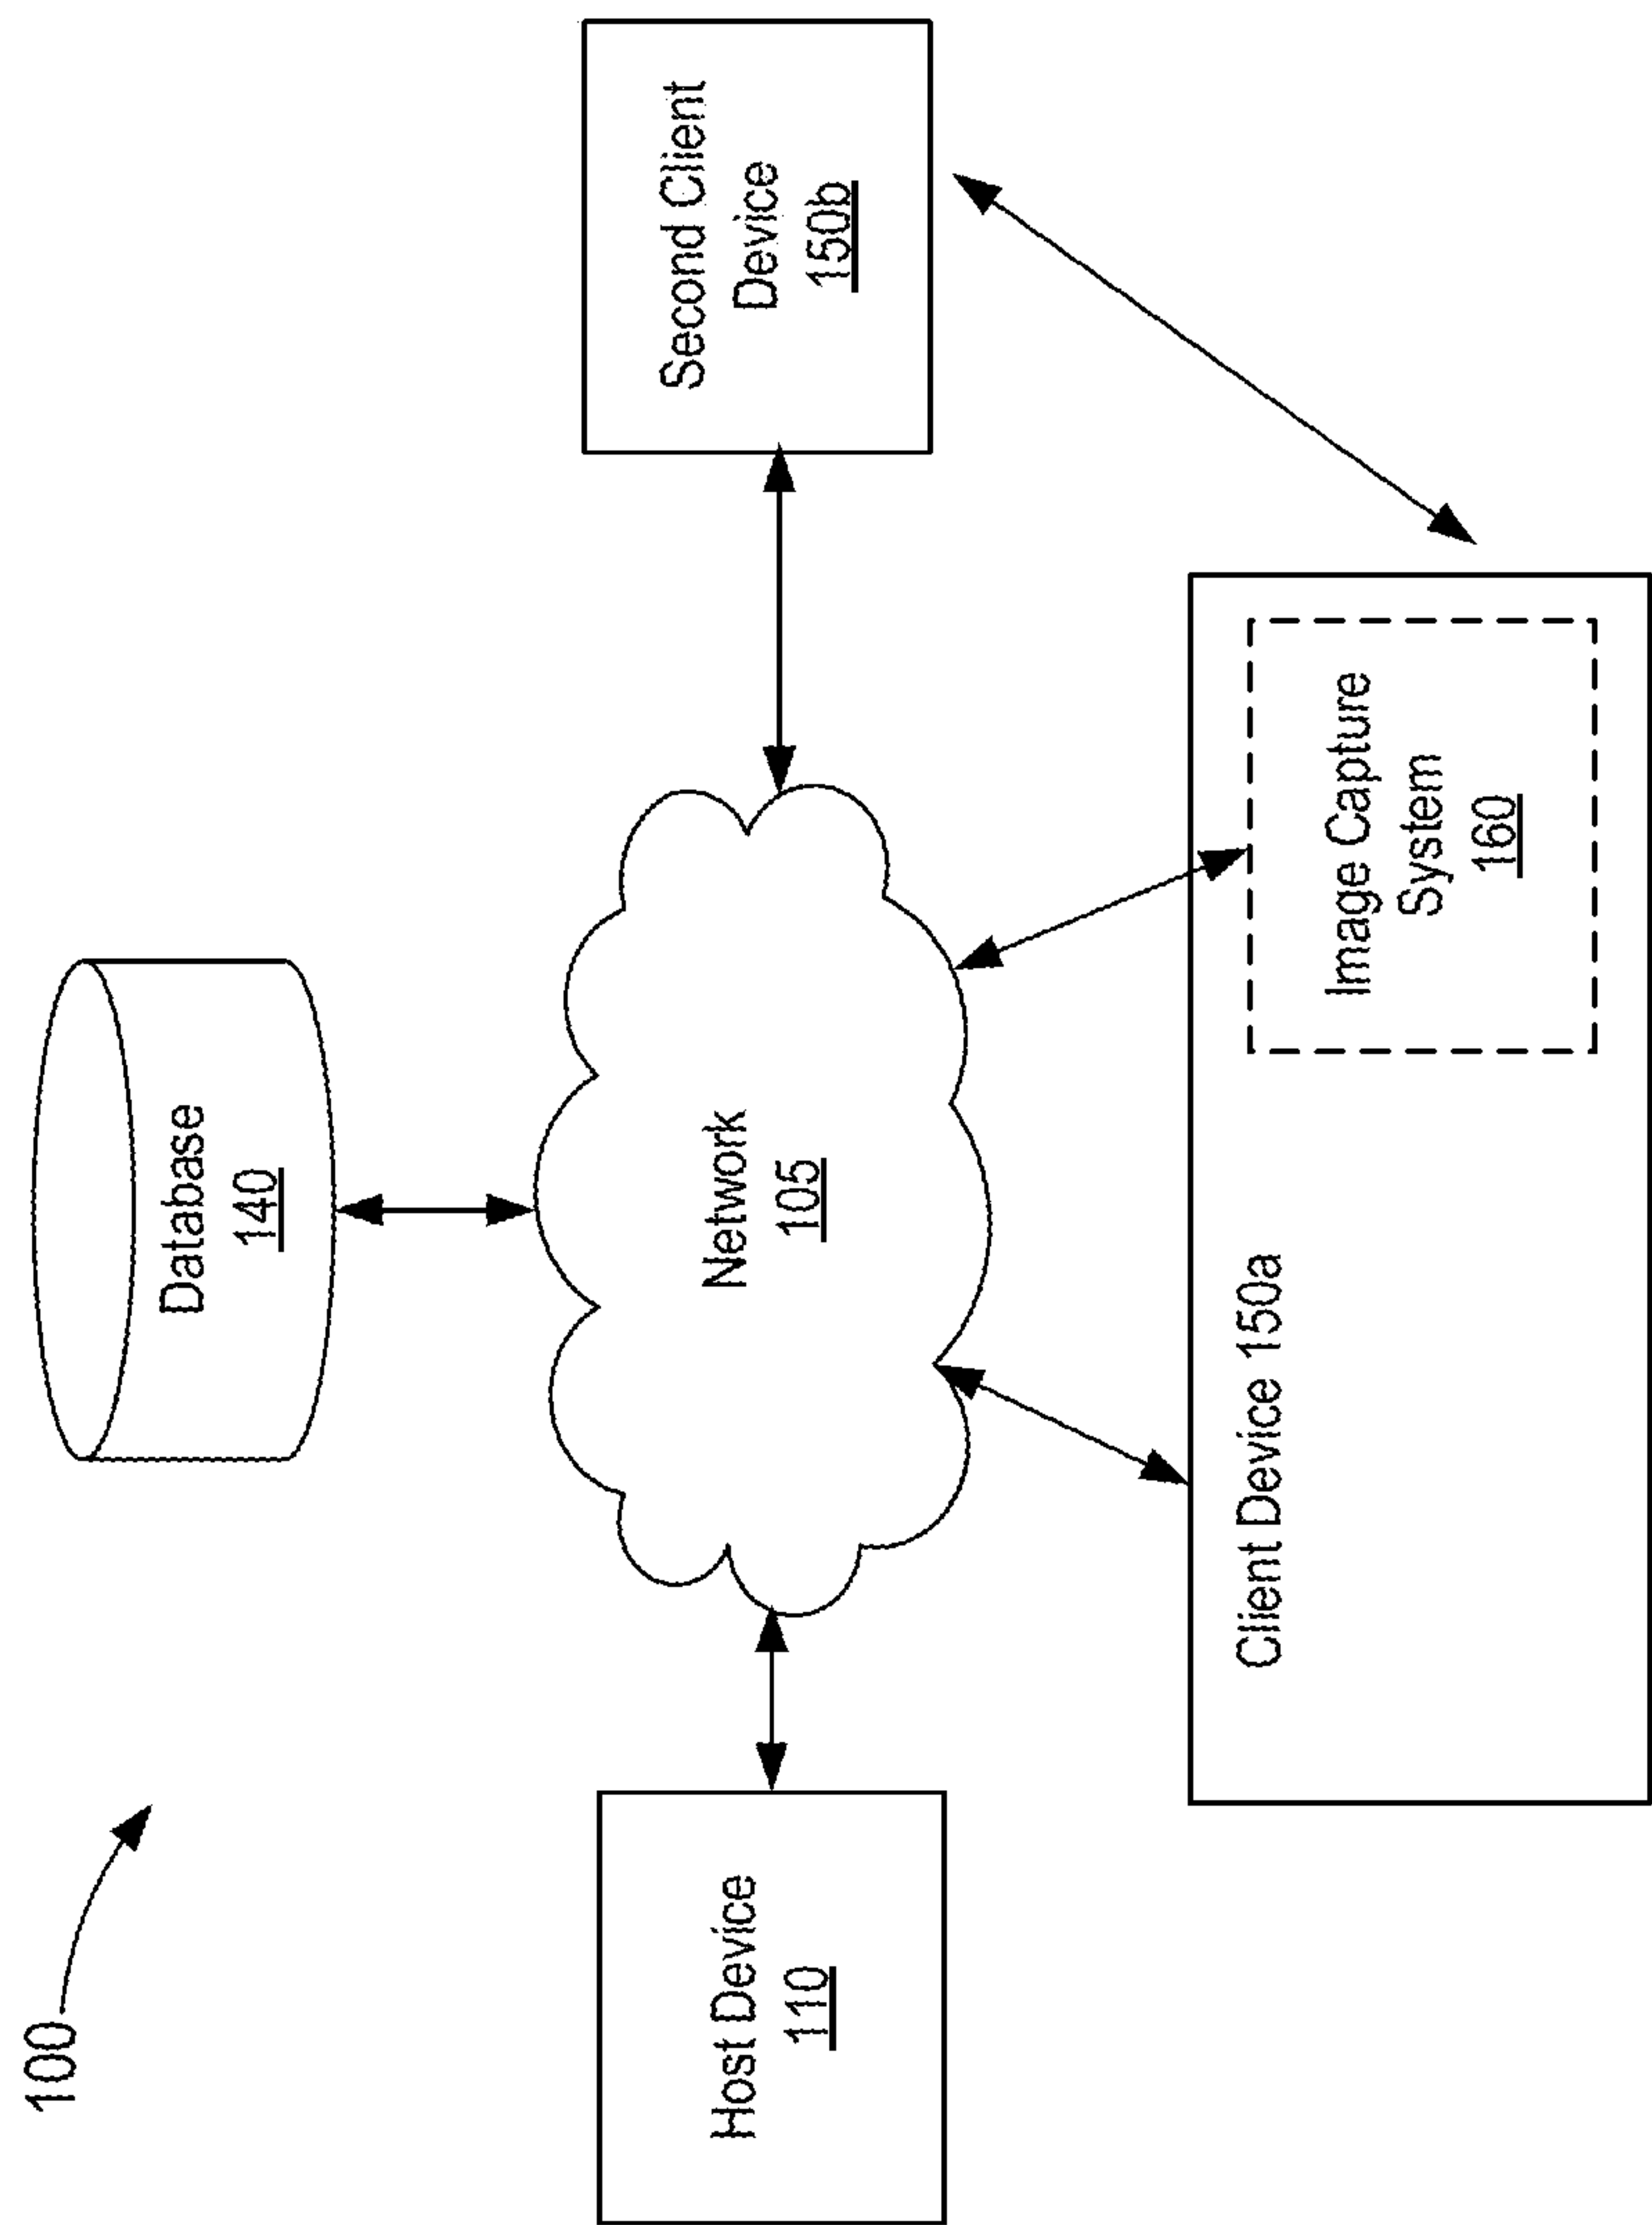 100
Database
140
Host Device
110
Network
105
Second Client
Device
150b
Client Device 150a
Image Capture
System
160